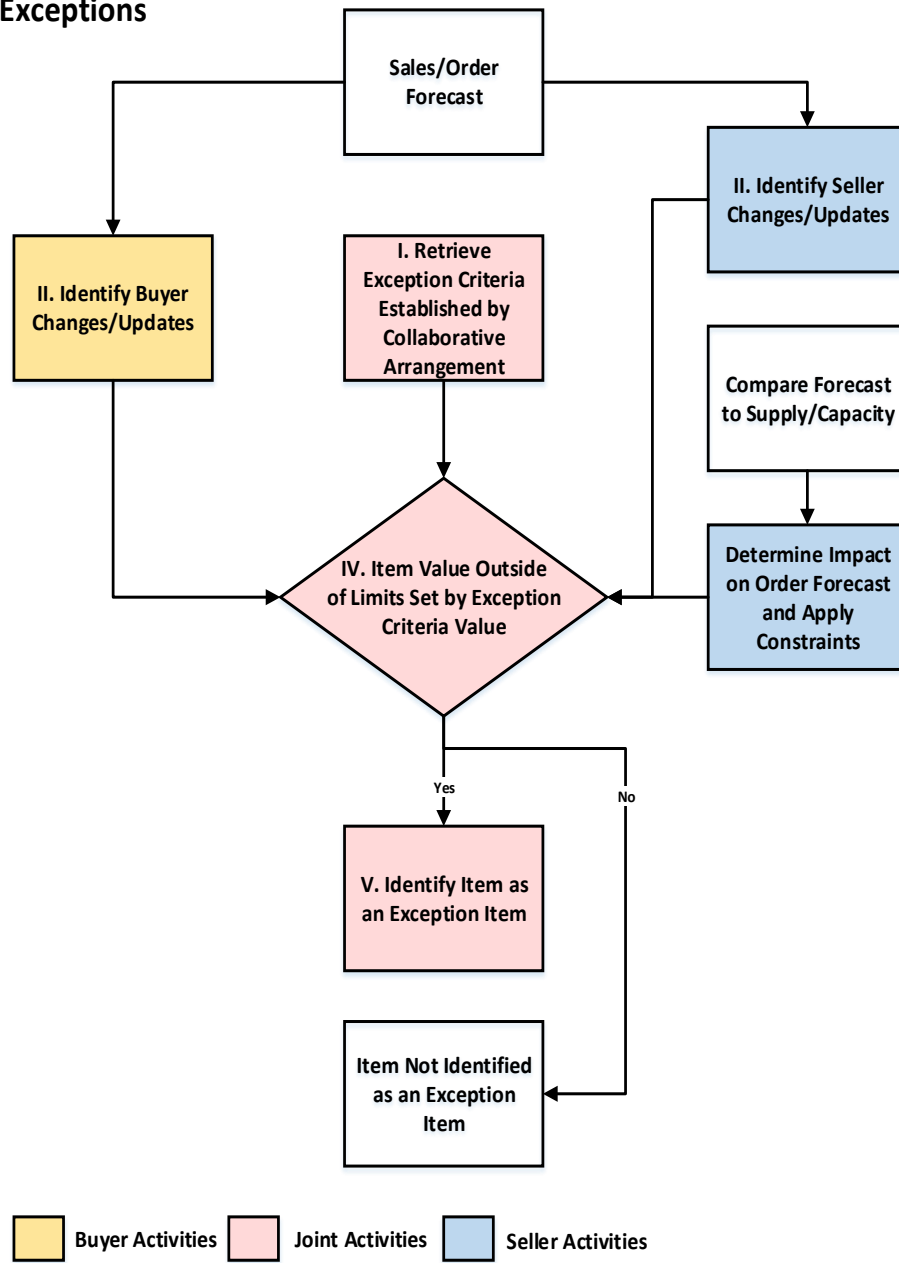 Exceptions
Sales/Order
Forecast
II. Identify Seller
Changes/Updates
I. Retrieve
Exception Criteria
Established by
Collaborative
Arrangement
II. Identify Buyer
Changes/Updates
Compare Forecast
to Supply/Capacity
IV. Item Value Outside
of Limits Set by Exception
Criteria Value
Determine Impact
on Order Forecast
and Apply
Constraints
Yes
No
V. Identify Item as
an Exception Item
Item Not Identified
as an Exception
Item
Buyer Activities
Joint Activities
Seller Activities